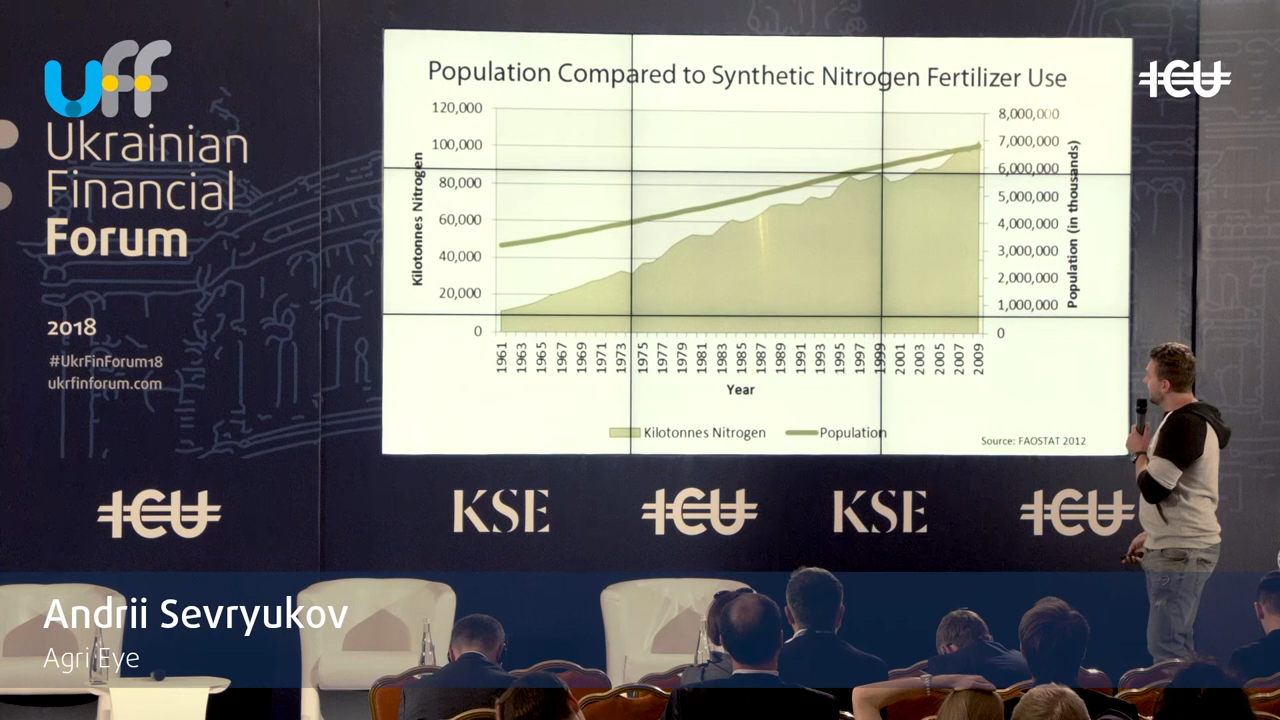 uff
Ukrainian
Financial
Forum
2018
#UkrFinForum18
ukrfinforum.com
ICU
Population Compared to Synthetic Nitrogen Fertilizer Use
Kilotonnes Nitrogen
120,000
100,000
80,000
60,000
40,000
20,000
0
8,000,000
7,000,000
6,000,000
5,000,000
4,000,000
3,000,000
2,000,000
1,000,000
0
Population (in thousands)
1961 1963 1965 1967 1969 1971 1973 1975 1977 1979 1981 1983 1985 1987 1989 1991 1993 1995 1997 1999 2001 2003 2005 2007 2009
Year
Kilotonnes Nitrogen Population
Source: FAOSTAT 2012
ICU KSE ICU KSE ICU
Andrii Sevryukov
Agri Eye